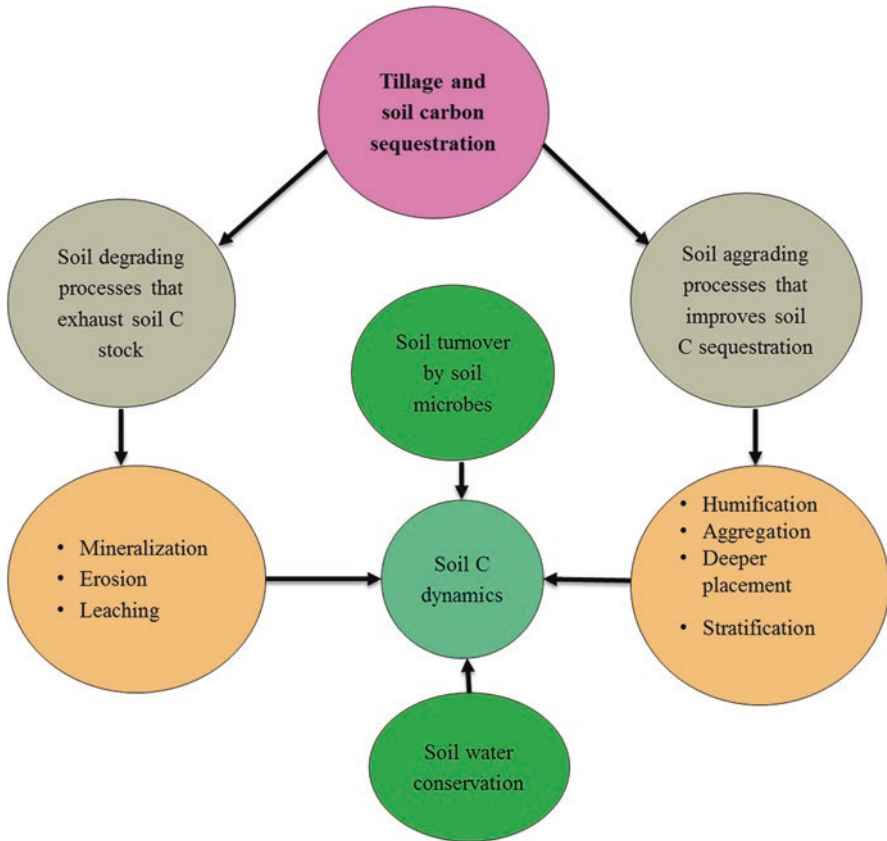 Tillage and
soil carbon
sequestration
Soil degrading
processes that
exhaust soil C
stock
Soil aggrading
processes that
improves soil
C sequestration
Soil turnover
by soil
microbes
• Mineralization
• Erosion
• Leaching
Soil C
dynamics
• Humification
• Aggregation
• Deeper
placement
• Stratification
Soil water
conservation